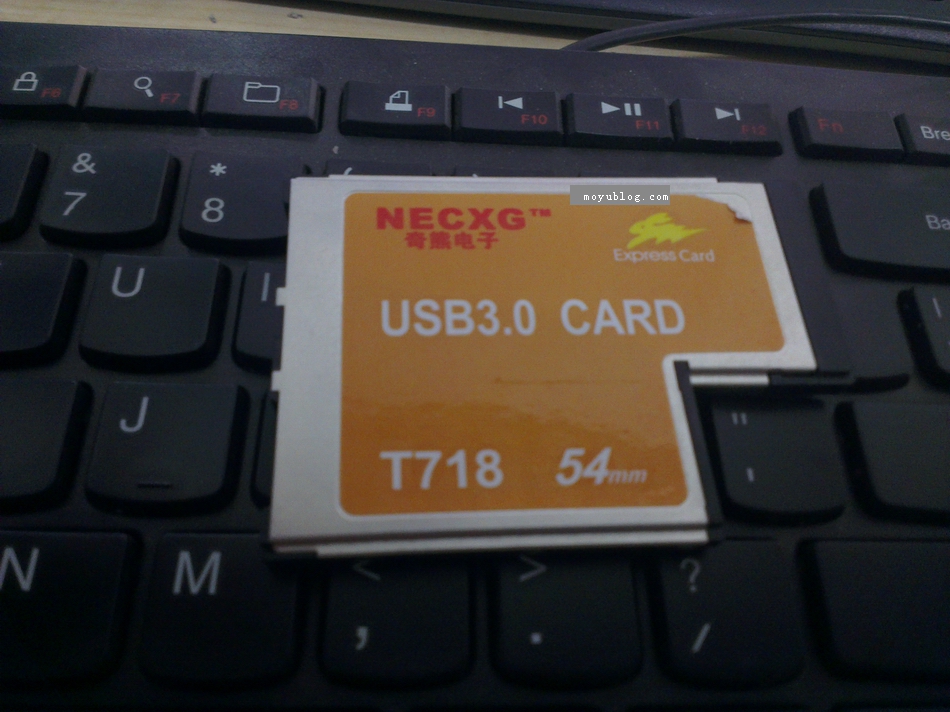 F6
F7
F8
F9
F10
F11
F12
Fn
Bre
&
7
*
8
(
Ba
moyublog.com
NECXG™
奇熊电子
Express Card
U
I
USB3.0 CARD
J
"
'
T718 54mm
N
M
<
,
>
.
?
/